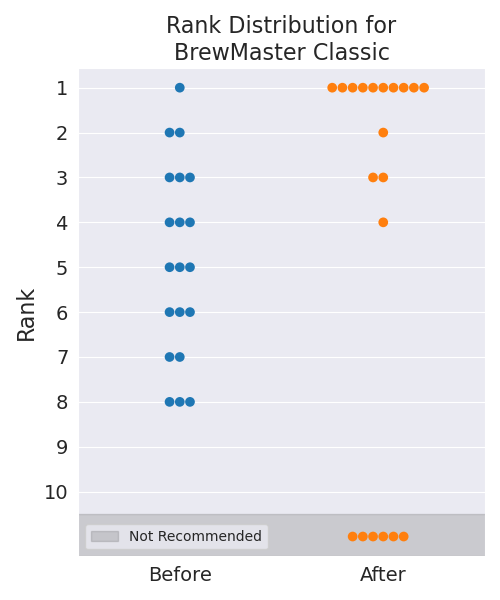 Rank Distribution for
BrewMaster Classic
Rank
1
2
3
4
5
6
7
8
9
10
Not Recommended
Before After